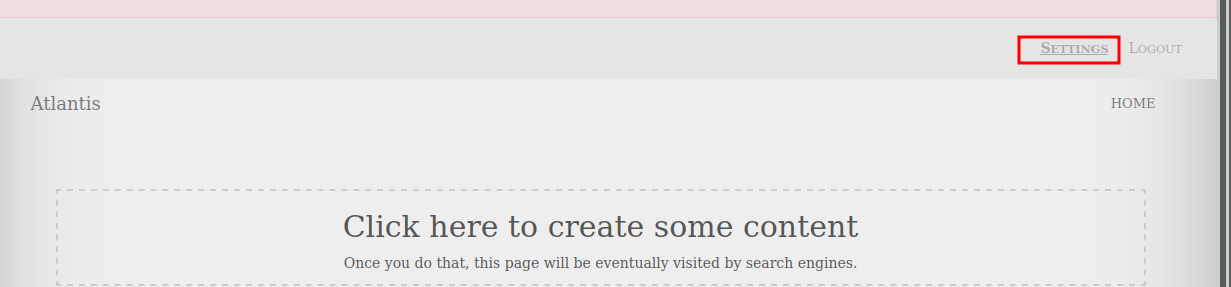 SETTINGS LOGOUT
Atlantis HOME
Click here to create some content
Once you do that, this page will be eventually visited by search engines.